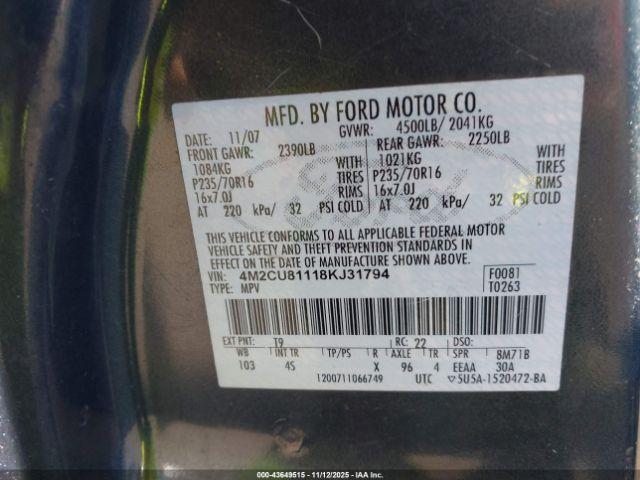 MFD. BY FORD MOTOR CO.
DATE: 11/07 GVWR: 4500LB/ 2041KG
FRONT GAWR: 2390LB REAR GAWR: 2250LB
1084KG WITH 1021KG WITH
P235/70R16 TIRES P235/70R16 TIRES
16x7.0J RIMS 16x7.0J RIMS
AT 220 kPa/ 32 PSI COLD AT 220 kPa/ 32 PSI COLD
THIS VEHICLE CONFORMS TO ALL APPLICABLE FEDERAL MOTOR
VEHICLE SAFETY AND THEFT PREVENTION STANDARDS IN
EFFECT ON THE DATE OF MANUFACTURE SHOWN ABOVE.
VIN: 4M2CU81118KJ31794 F0081
TYPE: MPV T0263
EXT PNT: T9 RC: 22 DSO:
WB INT TR TP/PS R AXLE TR SPR 8M71B
103 4S X 96 4 EEAA 30A
1200711066749 UTC ▽5U5A-1520472-BA
Ford
000-43649515 - 11/12/2025 - IAA Inc.